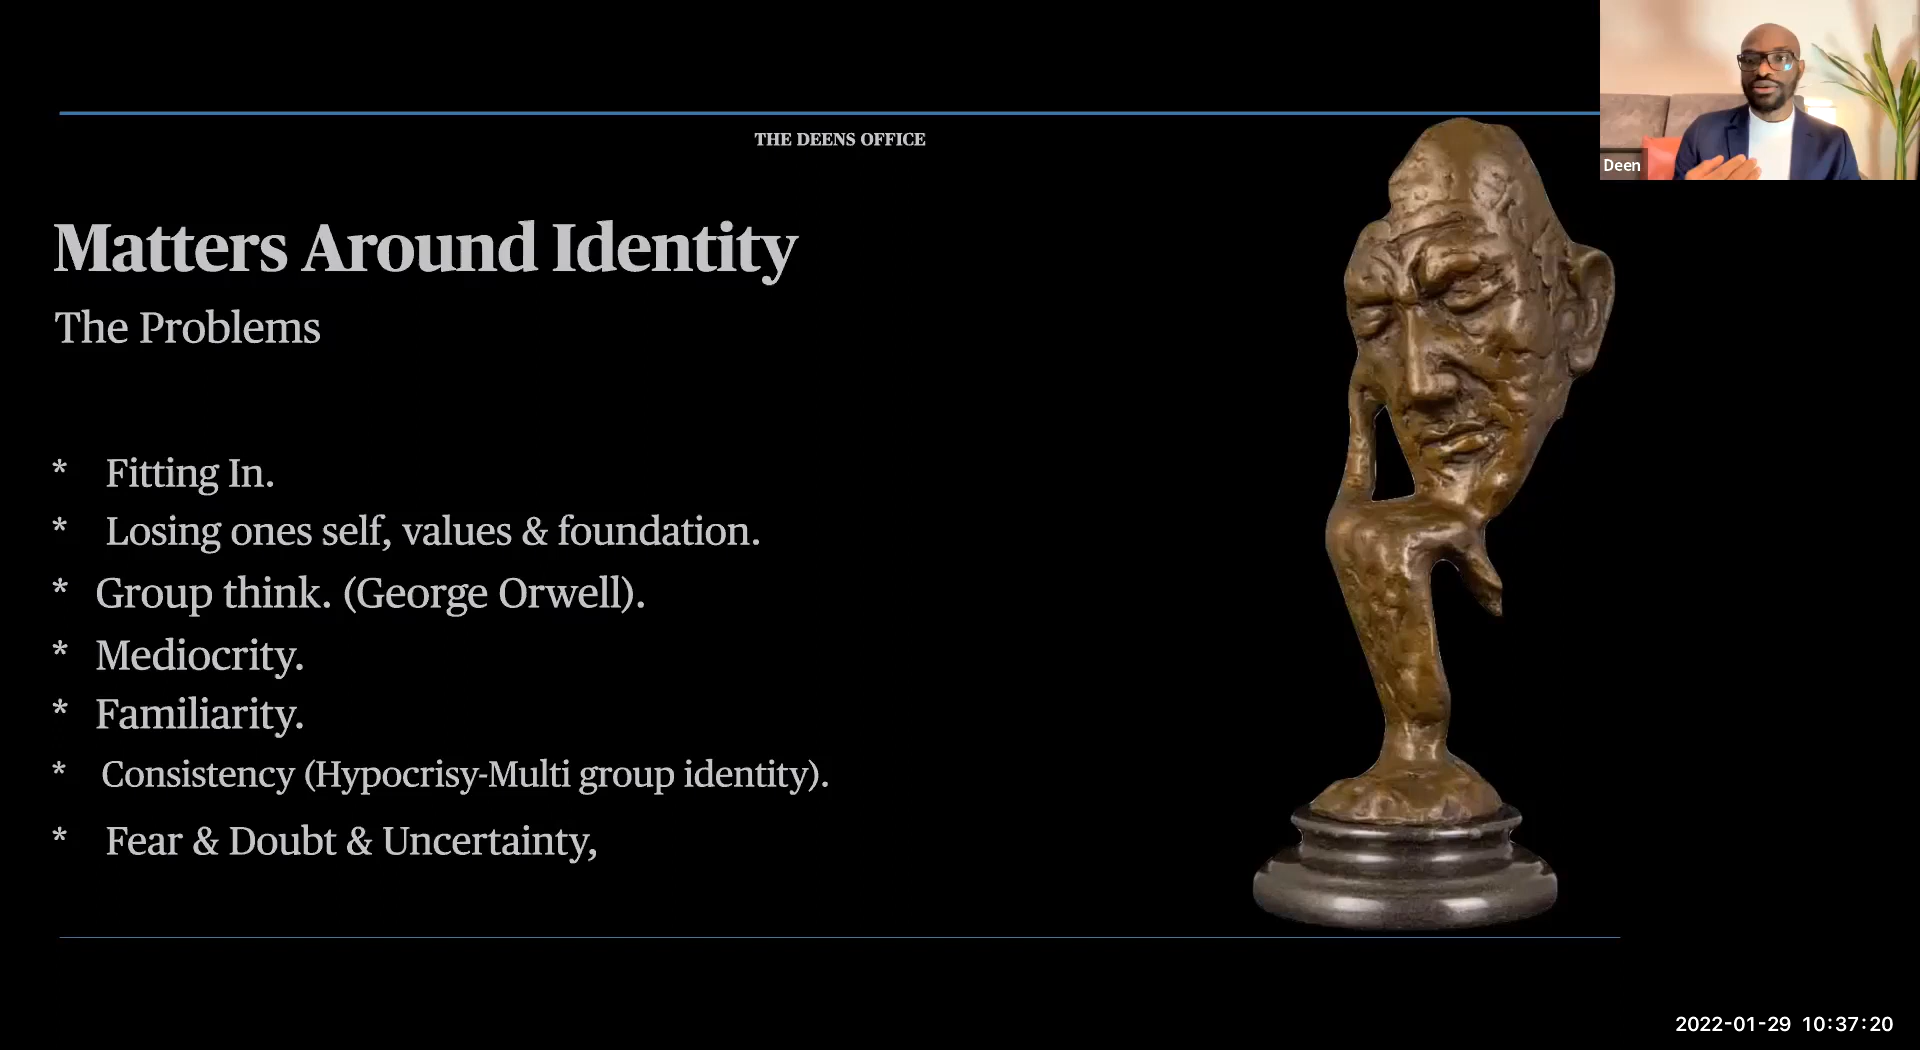 THE DEENS OFFICE
Deen
Matters Around Identity
The Problems
* Fitting In.
* Losing ones self, values & foundation.
* Group think. (George Orwell).
* Mediocrity.
* Familiarity.
* Consistency (Hypocrisy-Multi group identity).
* Fear & Doubt & Uncertainty,
2022-01-29 10:37:20